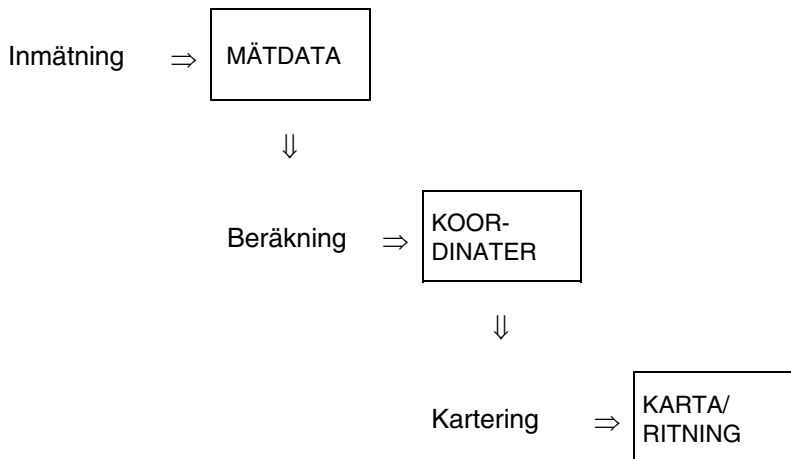 Inmätning ⇒ MÄTDATA
⇓
Beräkning ⇒ KOOR-
DINATER
⇓
Kartering ⇒ KARTA/
RITNING